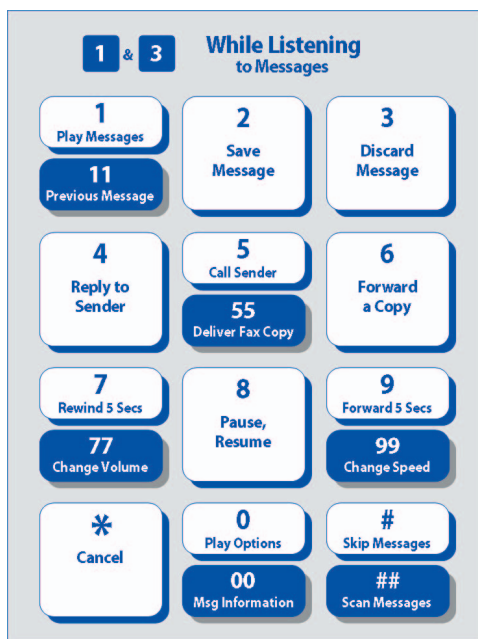 1 & 3 While Listening
to Messages
1
Play Messages
11
Previous Message
2
Save
Message
3
Discard
Message
4
Reply to
Sender
5
Call Sender
55
Deliver Fax Copy
6
Forward
a Copy
7
Rewind 5 Secs
77
Change Volume
8
Pause,
Resume
9
Forward 5 Secs
99
Change Speed
*
Cancel
0
Play Options
00
Msg Information
#
Skip Messages
##
Scan Messages